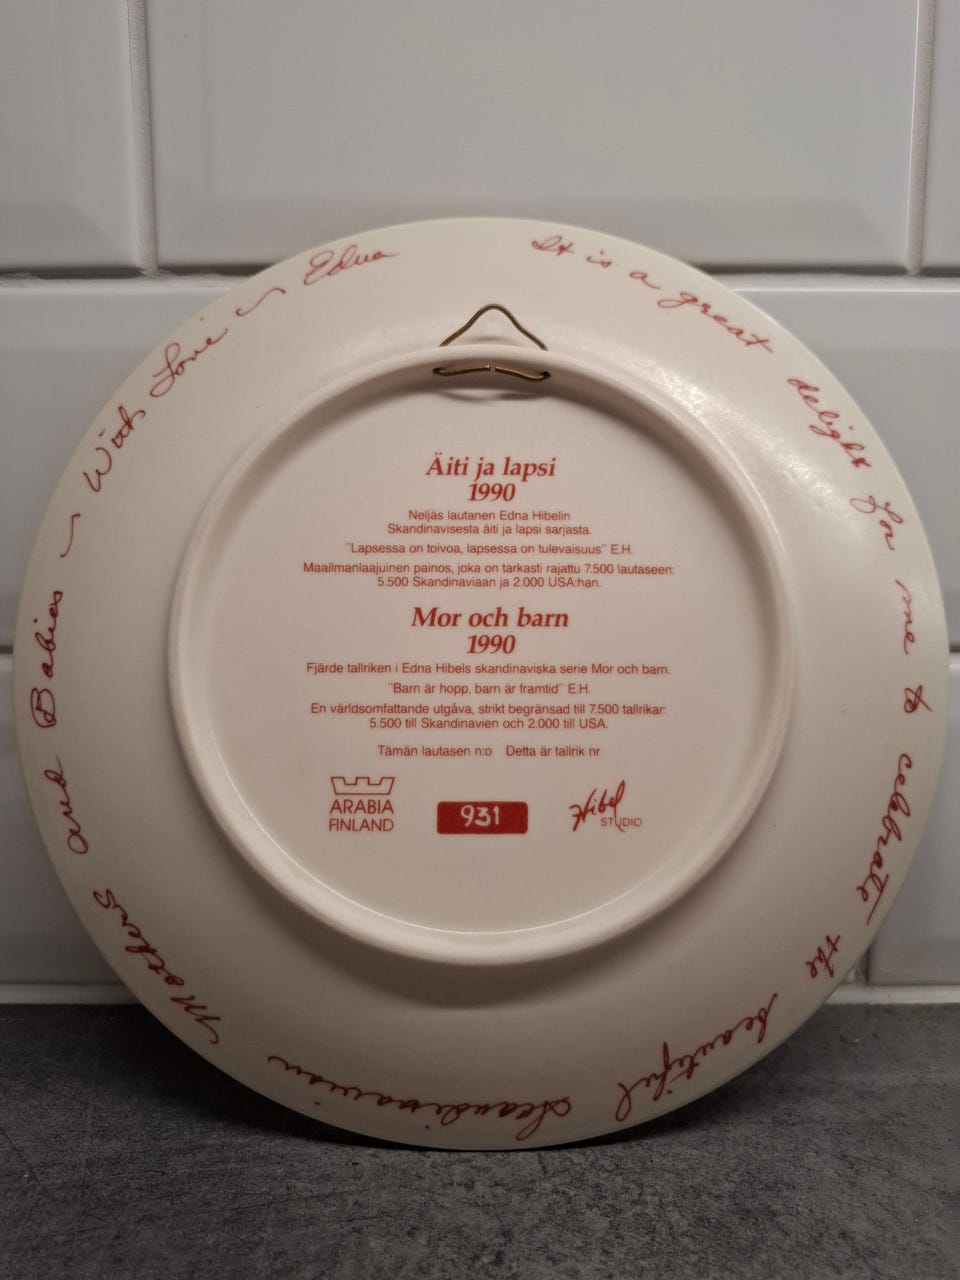 It is a great delight for me to celebrate the beautiful Scandinavian Mothers and Babies ~ With Love ~ Edna
Äiti ja lapsi
1990
Neljäs lautanen Edna Hibelin
Skandinavisesta äiti ja lapsi sarjasta.
"Lapsessa on toivoa, lapsessa on tulevaisuus" E.H.
Maailmanlaajuinen painos, joka on tarkasti rajattu 7.500 lautaseen:
5.500 Skandinaviaan ja 2.000 USA:han.
Mor och barn
1990
Fjärde tallriken i Edna Hibels skandinaviska serie Mor och barn.
"Barn är hopp, barn är framtid" E.H.
En världsomfattande utgåva, strikt begränsad till 7.500 tallrikar:
5.500 till Skandinavien och 2.000 till USA.
Tämän lautasen n:o Detta är tallrik nr
ARABIA
FINLAND
931
Hibel
STUDIO